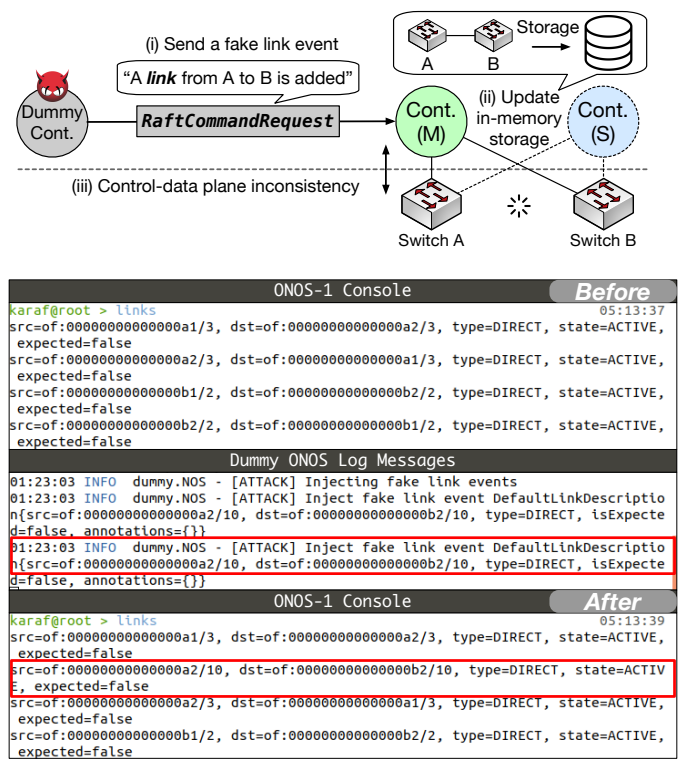 (i) Send a fake link event
“A link from A to B is added”
Dummy
Cont.
RaftCommandRequest
A
B
Storage
Cont.
(M)
(ii) Update
in-memory
storage
Cont.
(S)
(iii) Control-data plane inconsistency
Switch A
Switch B
ONOS-1 Console
Before
karaf@root > links
05:13:37
src=of:00000000000000a1/3, dst=of:00000000000000a2/3, type=DIRECT, state=ACTIVE,
expected=false
src=of:00000000000000a2/3, dst=of:00000000000000a1/3, type=DIRECT, state=ACTIVE,
expected=false
src=of:00000000000000b1/2, dst=of:00000000000000b2/2, type=DIRECT, state=ACTIVE,
expected=false
src=of:00000000000000b2/2, dst=of:00000000000000b1/2, type=DIRECT, state=ACTIVE,
expected=false
Dummy ONOS Log Messages
01:23:03 INFO dummy.NOS - [ATTACK] Injecting fake link events
01:23:03 INFO dummy.NOS - [ATTACK] Inject fake link event DefaultLinkDescriptio
n{src=of:00000000000000a2/10, dst=of:00000000000000b2/10, type=DIRECT, isExpecte
d=false, annotations={}}
01:23:03 INFO dummy.NOS - [ATTACK] Inject fake link event DefaultLinkDescriptio
n{src=of:00000000000000a2/10, dst=of:00000000000000b2/10, type=DIRECT, isExpecte
d=false, annotations={}}
ONOS-1 Console
After
karaf@root > links
05:13:39
src=of:00000000000000a1/3, dst=of:00000000000000a2/3, type=DIRECT, state=ACTIVE,
expected=false
src=of:00000000000000a2/10, dst=of:00000000000000b2/10, type=DIRECT, state=ACTIV
E, expected=false
src=of:00000000000000a2/3, dst=of:00000000000000a1/3, type=DIRECT, state=ACTIVE,
expected=false
src=of:00000000000000b1/2, dst=of:00000000000000b2/2, type=DIRECT, state=ACTIVE,
expected=false